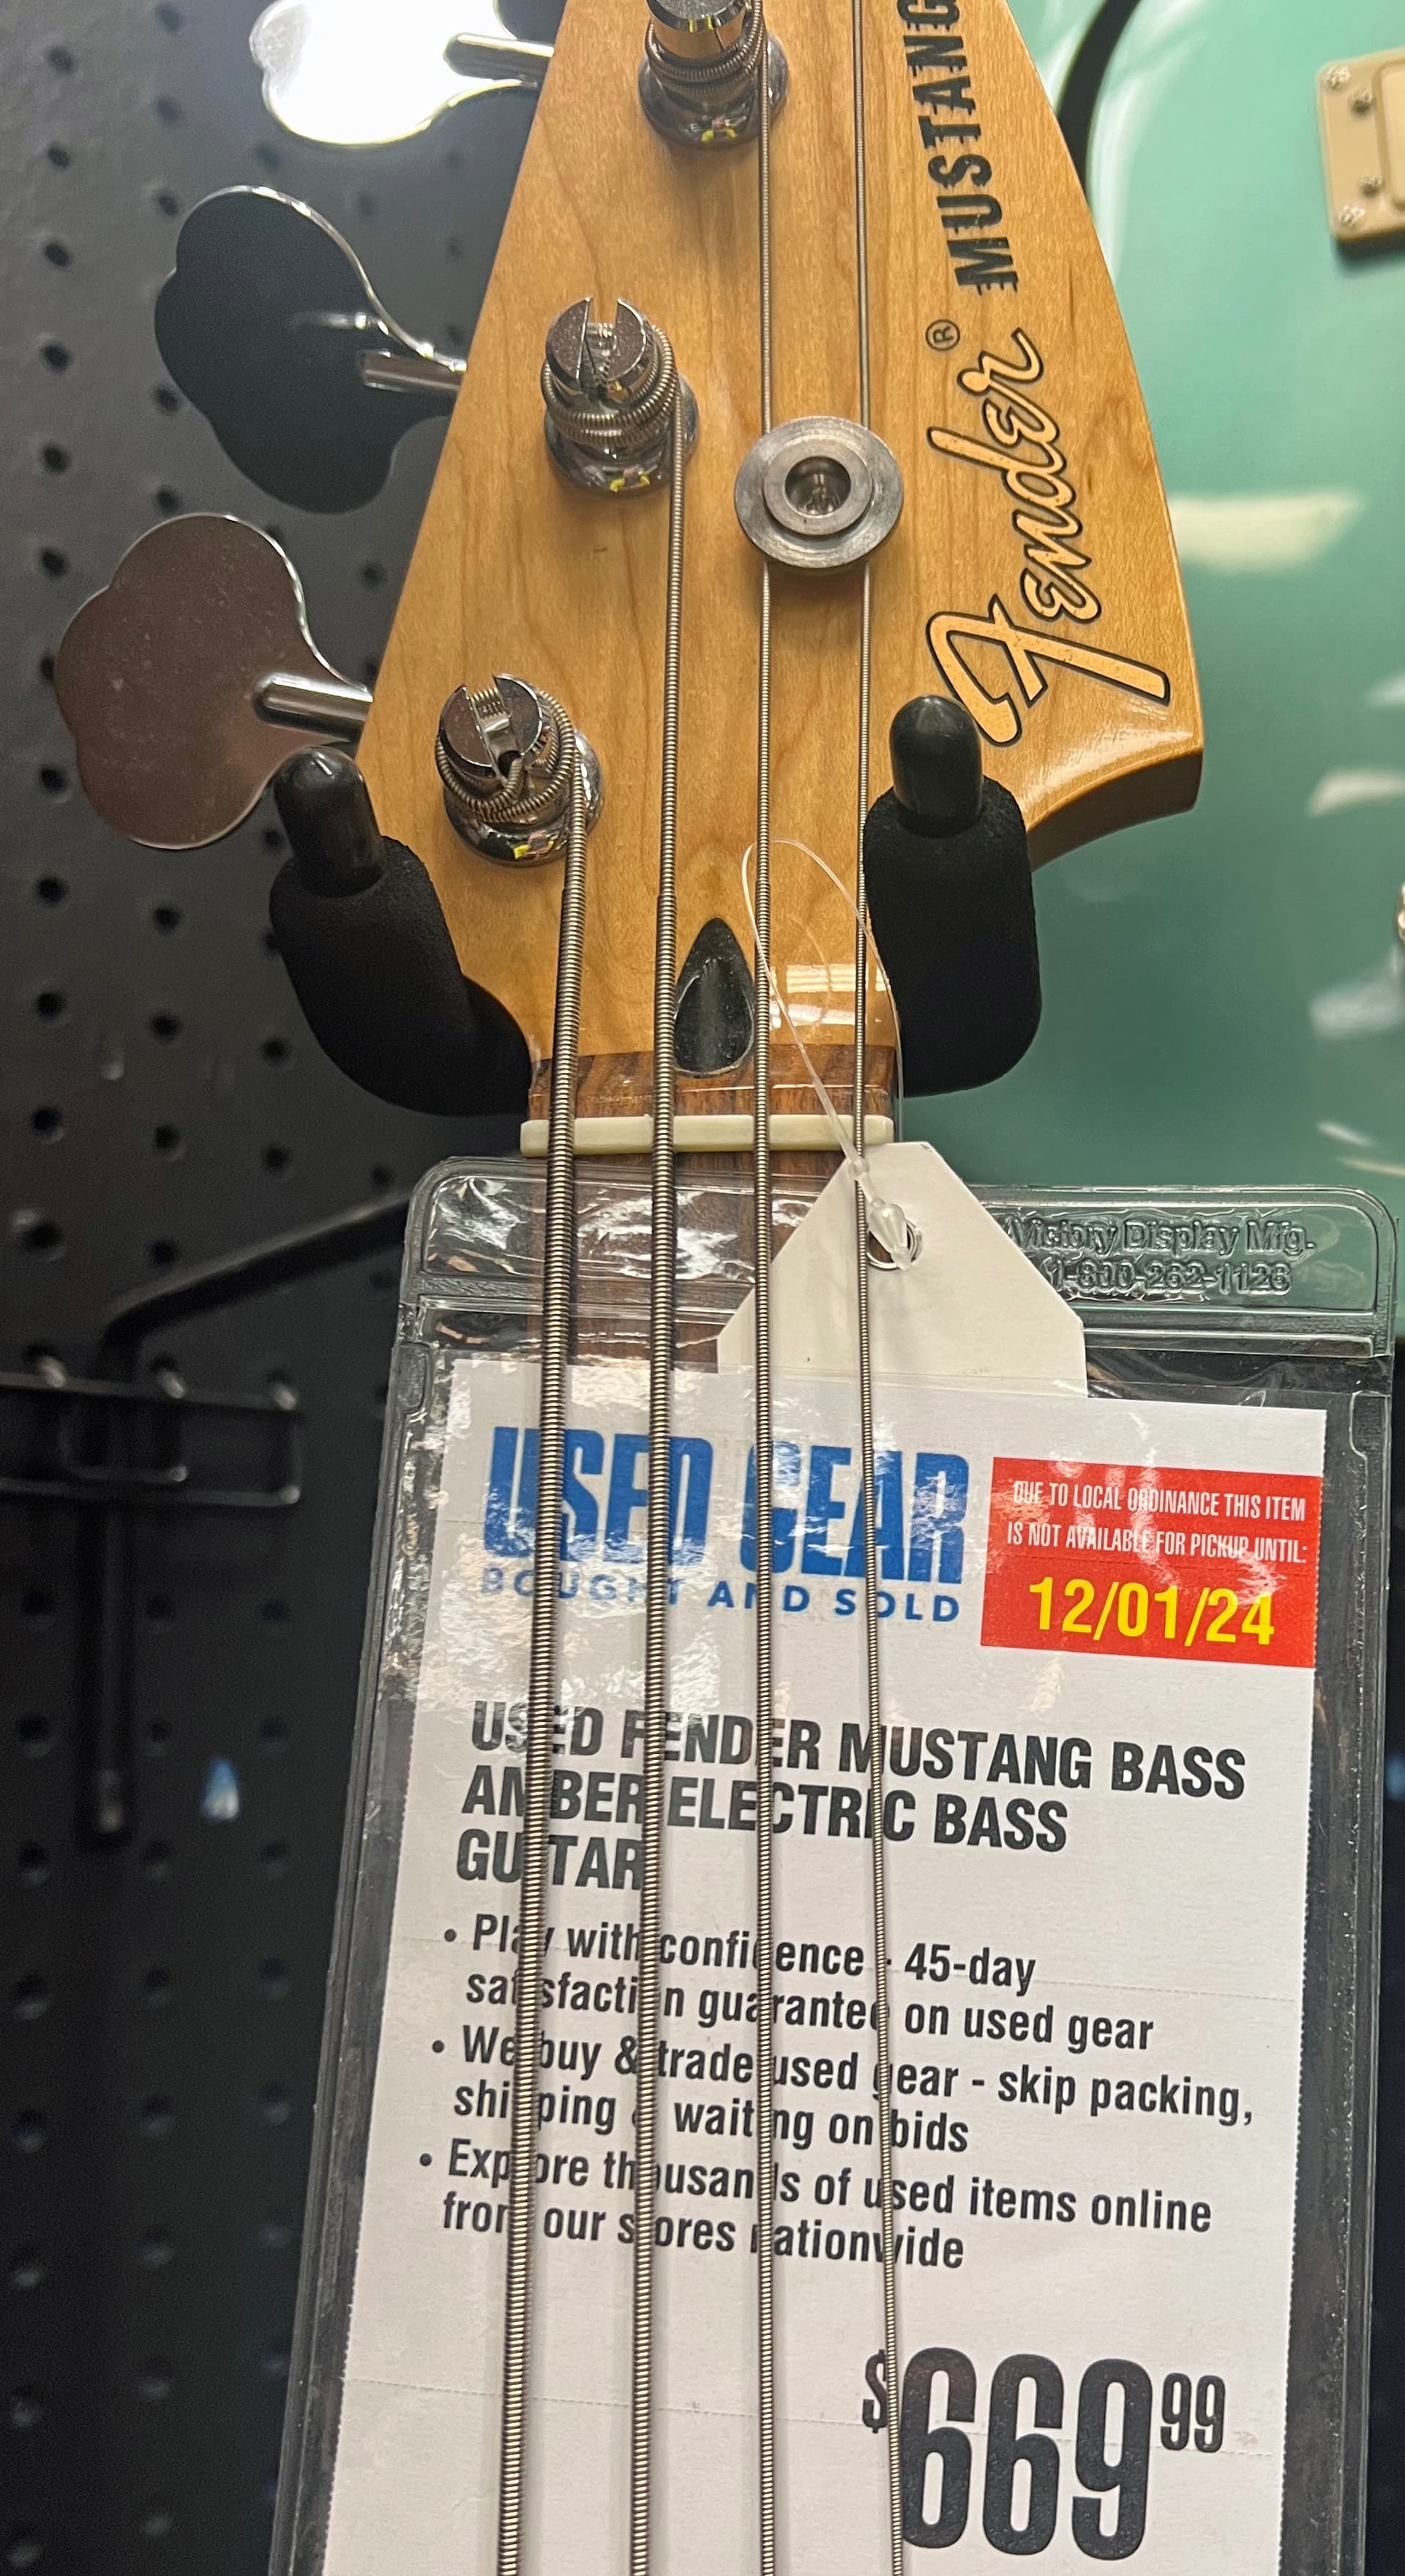 MUSTANG
Fender®
Victory Display Mfg.
1-800-262-1126
USED GEAR
BOUGHT AND SOLD
DUE TO LOCAL ORDINANCE THIS ITEM
IS NOT AVAILABLE FOR PICKUP UNTIL:
12/01/24
USED FENDER MUSTANG BASS
AMBER ELECTRIC BASS
GUITAR
• Play with confidence - 45-day
satisfaction guarantee on used gear
• We buy & trade used gear - skip packing,
shipping & waiting on bids
• Explore thousands of used items online
from our stores nationwide
$669 99